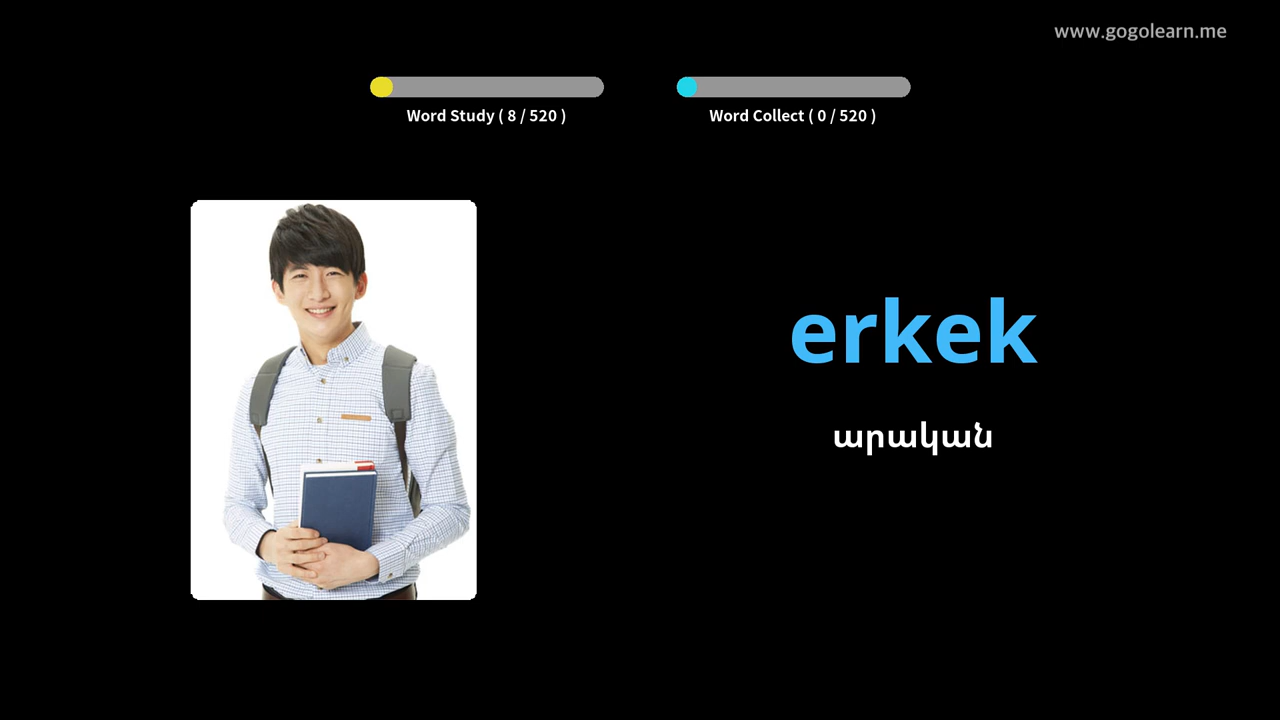 www.gogolearn.me
Word Study ( 8 / 520 )
Word Collect ( 0 / 520 )
erkek
արական